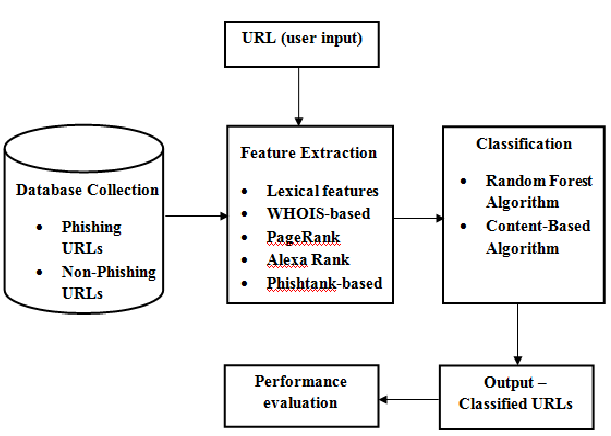 URL (user input)
Database Collection
• Phishing
URLs
• Non-Phishing
URLs
Feature Extraction
• Lexical features
• WHOIS-based
• PageRank
• Alexa Rank
• Phishtank-based
Classification
• Random Forest
Algorithm
• Content-Based
Algorithm
Output –
Classified URLs
Performance
evaluation